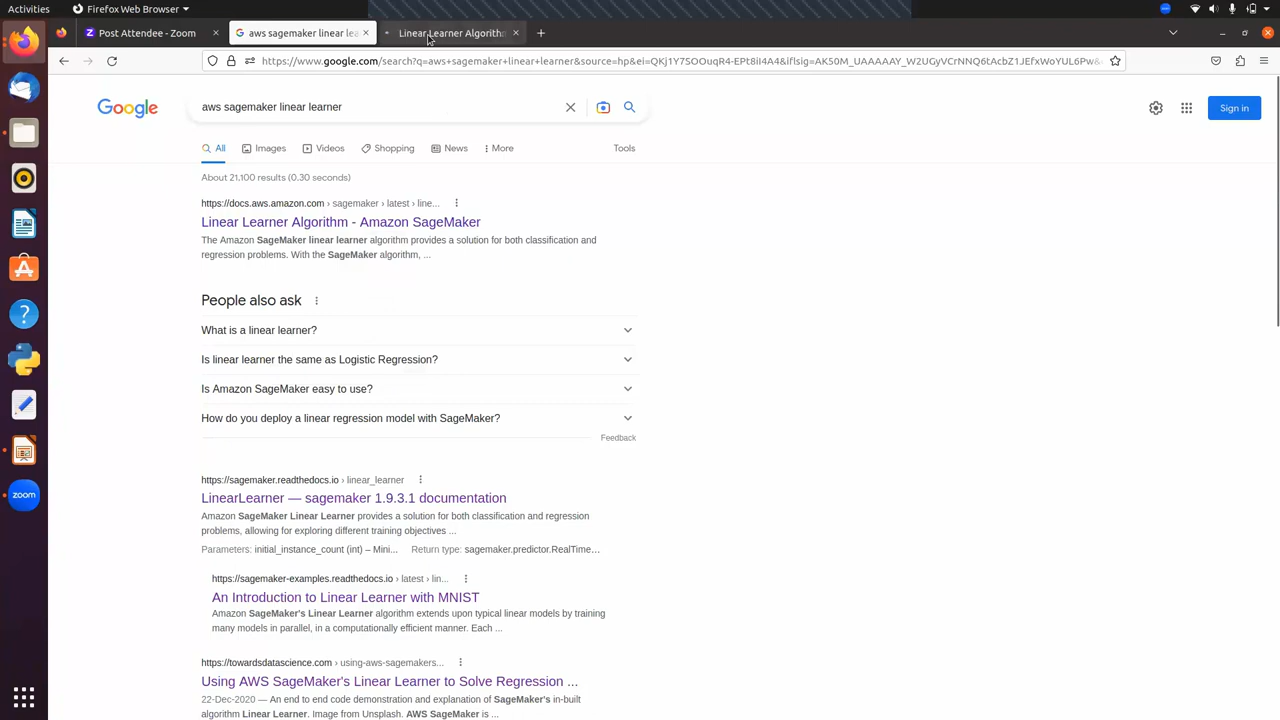 Activities
Firefox Web Browser
Post Attendee - Zoom
aws sagemaker linear lea
Linear Learner Algorithm
https://www.google.com/search?q=aws+sagemaker+linear+learner&source=hp&ei=QKj1Y7SOOuqR4-EPt8iI4A4&iflsig=AK50M_UAAAAAY_W2UGyVCrNNQ6tAcbZ1JEfxWoYUL6Pw&
Google
aws sagemaker linear learner
Sign in
All
Images
Videos
Shopping
News
More
Tools
About 21,100 results (0.30 seconds)
https://docs.aws.amazon.com › sagemaker › latest › line...
Linear Learner Algorithm - Amazon SageMaker
The Amazon SageMaker linear learner algorithm provides a solution for both classification and
regression problems. With the SageMaker algorithm, ...
People also ask
What is a linear learner?
Is linear learner the same as Logistic Regression?
Is Amazon SageMaker easy to use?
How do you deploy a linear regression model with SageMaker?
Feedback
https://sagemaker.readthedocs.io › linear_learner
LinearLearner — sagemaker 1.9.3.1 documentation
Amazon SageMaker Linear Learner provides a solution for both classification and regression
problems, allowing for exploring different training objectives ...
Parameters: initial_instance_count (int) – Mini... Return type: sagemaker.predictor.RealTime...
https://sagemaker-examples.readthedocs.io › latest › lin...
An Introduction to Linear Learner with MNIST
Amazon SageMaker's Linear Learner algorithm extends upon typical linear models by training
many models in parallel, in a computationally efficient manner. Each ...
https://towardsdatascience.com › using-aws-sagemakers...
Using AWS SageMaker's Linear Learner to Solve Regression ...
22-Dec-2020 — An end to end code demonstration and explanation of SageMaker's in-built
algorithm Linear Learner. Image from Unsplash. AWS SageMaker is ...
zoom